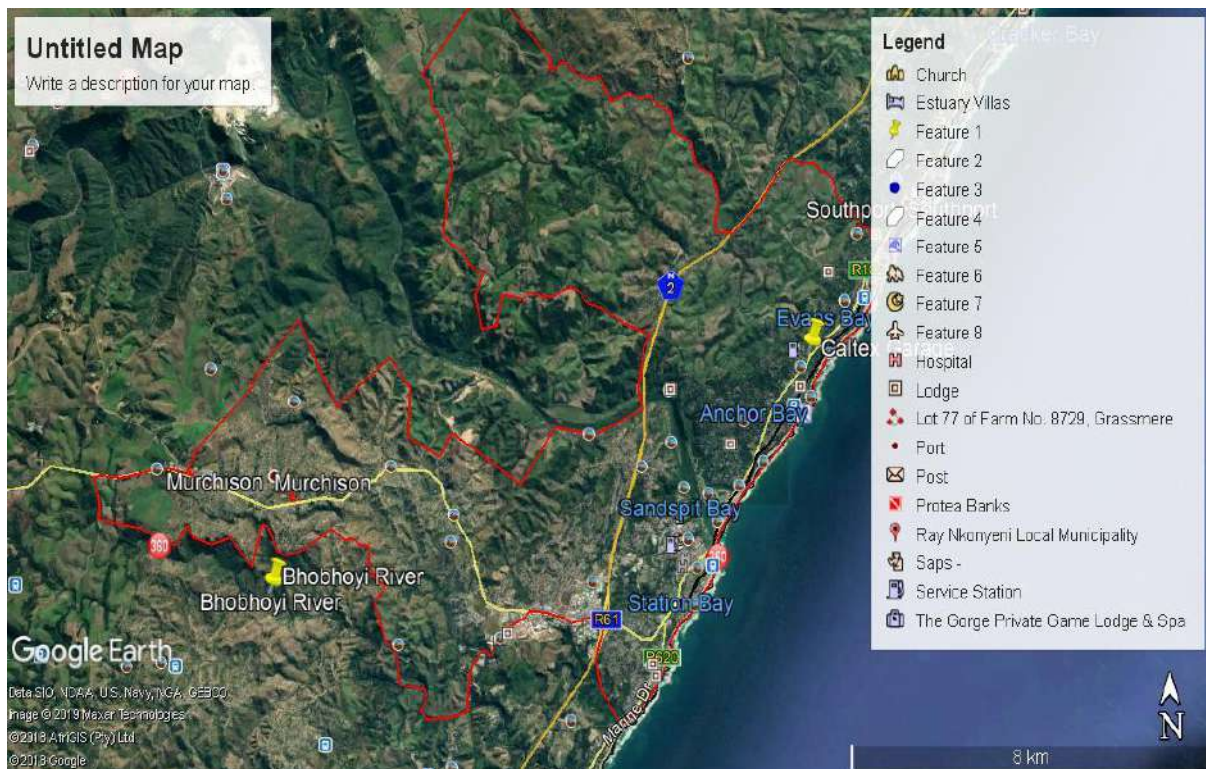 Untitled Map
Write a description for your map.
Legend
Church
Estuary Villas
Feature 1
Feature 2
Feature 3
Feature 4
Feature 5
Feature 6
Feature 7
Feature 8
Hospital
Lodge
Lot 77 of Farm No. 8729, Grassmere
Port
Post
Protea Banks
Ray Nkonyeni Local Municipality
Saps -
Service Station
The Gorge Private Game Lodge & Spa
Southport Southport
2
Evans Bay
Caltex Garage
Anchor Bay
Murchison Murchison
Sandspit Bay
360
Bhobhoyi River
Bhobhoyi River
Station Bay
R61
R620
Marine Dr
Google Earth
Data SIO, NOAA, U.S. Navy, NGA, GEBCO
Image © 2019 Maxar Technologies
© 2018 AfriGIS (Pty) Ltd.
© 2018 Google
N
8 km